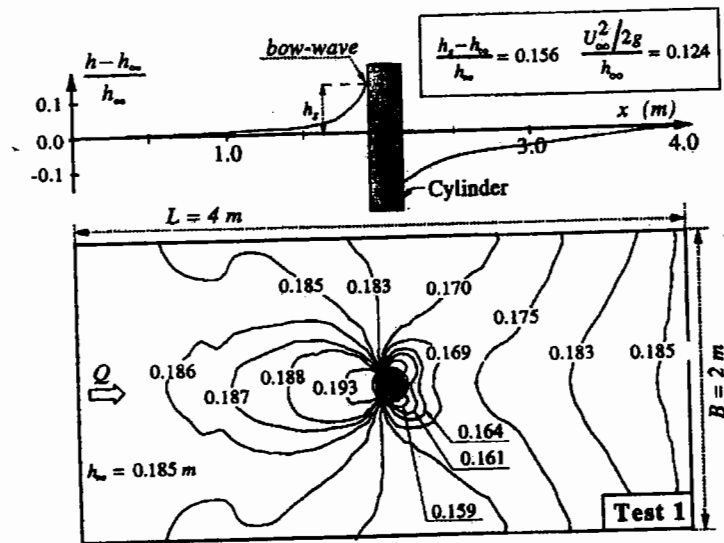 bow-wave
h_s - h_∞ / h_∞ = 0.156 U_∞^2/2g / h_∞ = 0.124
h - h_∞ / h_∞
0.1
h_s
x (m)
0.0
1.0
3.0
4.0
-0.1
Cylinder
L = 4 m
0.185
0.183
0.170
0.175
0.186
0.169
0.183
0.185
Q
0.188
0.187
0.193
B = 2 m
0.164
h_∞ = 0.185 m
0.161
0.159
Test 1